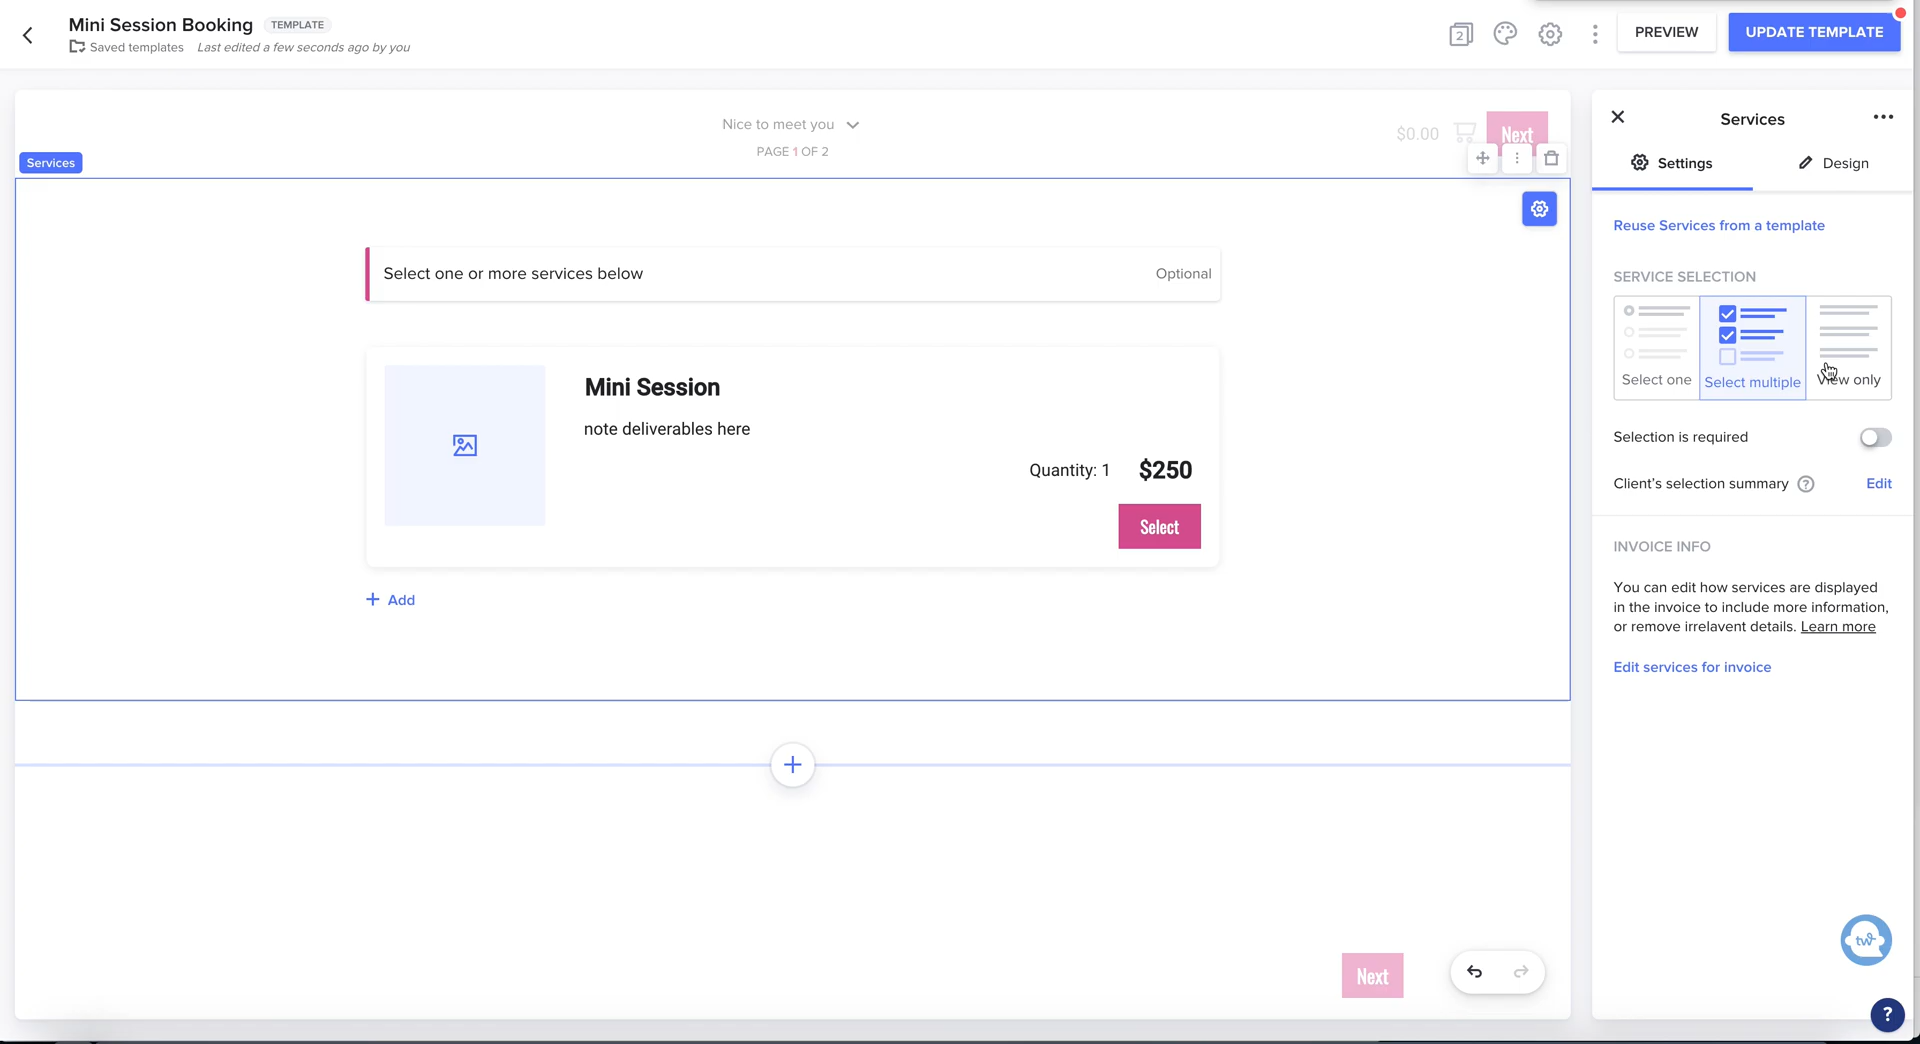 Mini Session Booking TEMPLATE
Saved templates Last edited a few seconds ago by you
2
PREVIEW
UPDATE TEMPLATE
Nice to meet you
PAGE 1 OF 2
$0.00
Next
Services
Select one or more services below
Optional
Mini Session
note deliverables here
Quantity: 1 $250
Select
+ Add
Next
Services
Settings
Design
Reuse Services from a template
SERVICE SELECTION
Select one
Select multiple
View only
Selection is required
Client's selection summary ? Edit
INVOICE INFO
You can edit how services are displayed
in the invoice to include more information,
or remove irrelavent details. Learn more
Edit services for invoice
tw
?